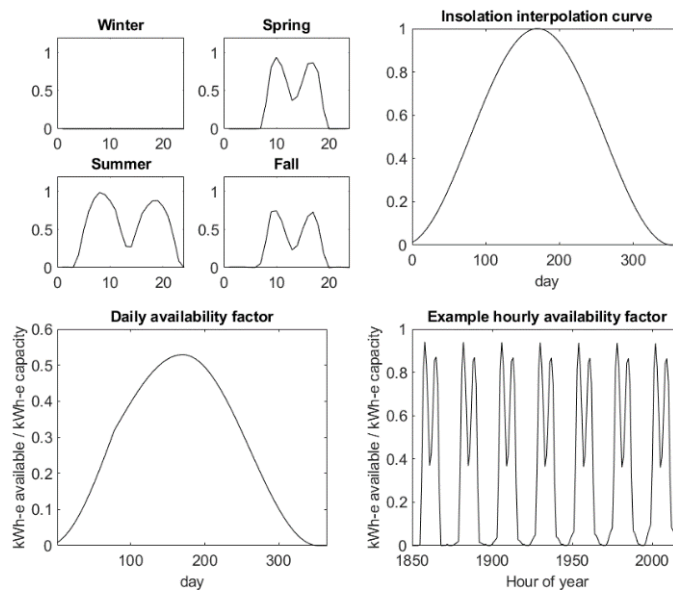 Winter
1
0.5
0
0 10 20
Spring
1
0.5
0
0 10 20
Summer
1
0.5
0
0 10 20
Fall
1
0.5
0
0 10 20
Insolation interpolation curve
1
0.8
0.6
0.4
0.2
0
0 100 200 300
day
Daily availability factor
kWh-e available / kWh-e capacity
0.6
0.5
0.4
0.3
0.2
0.1
0
100 200 300
day
Example hourly availability factor
kWh-e available / kWh-e capacity
1
0.8
0.6
0.4
0.2
0
1850 1900 1950 2000
Hour of year